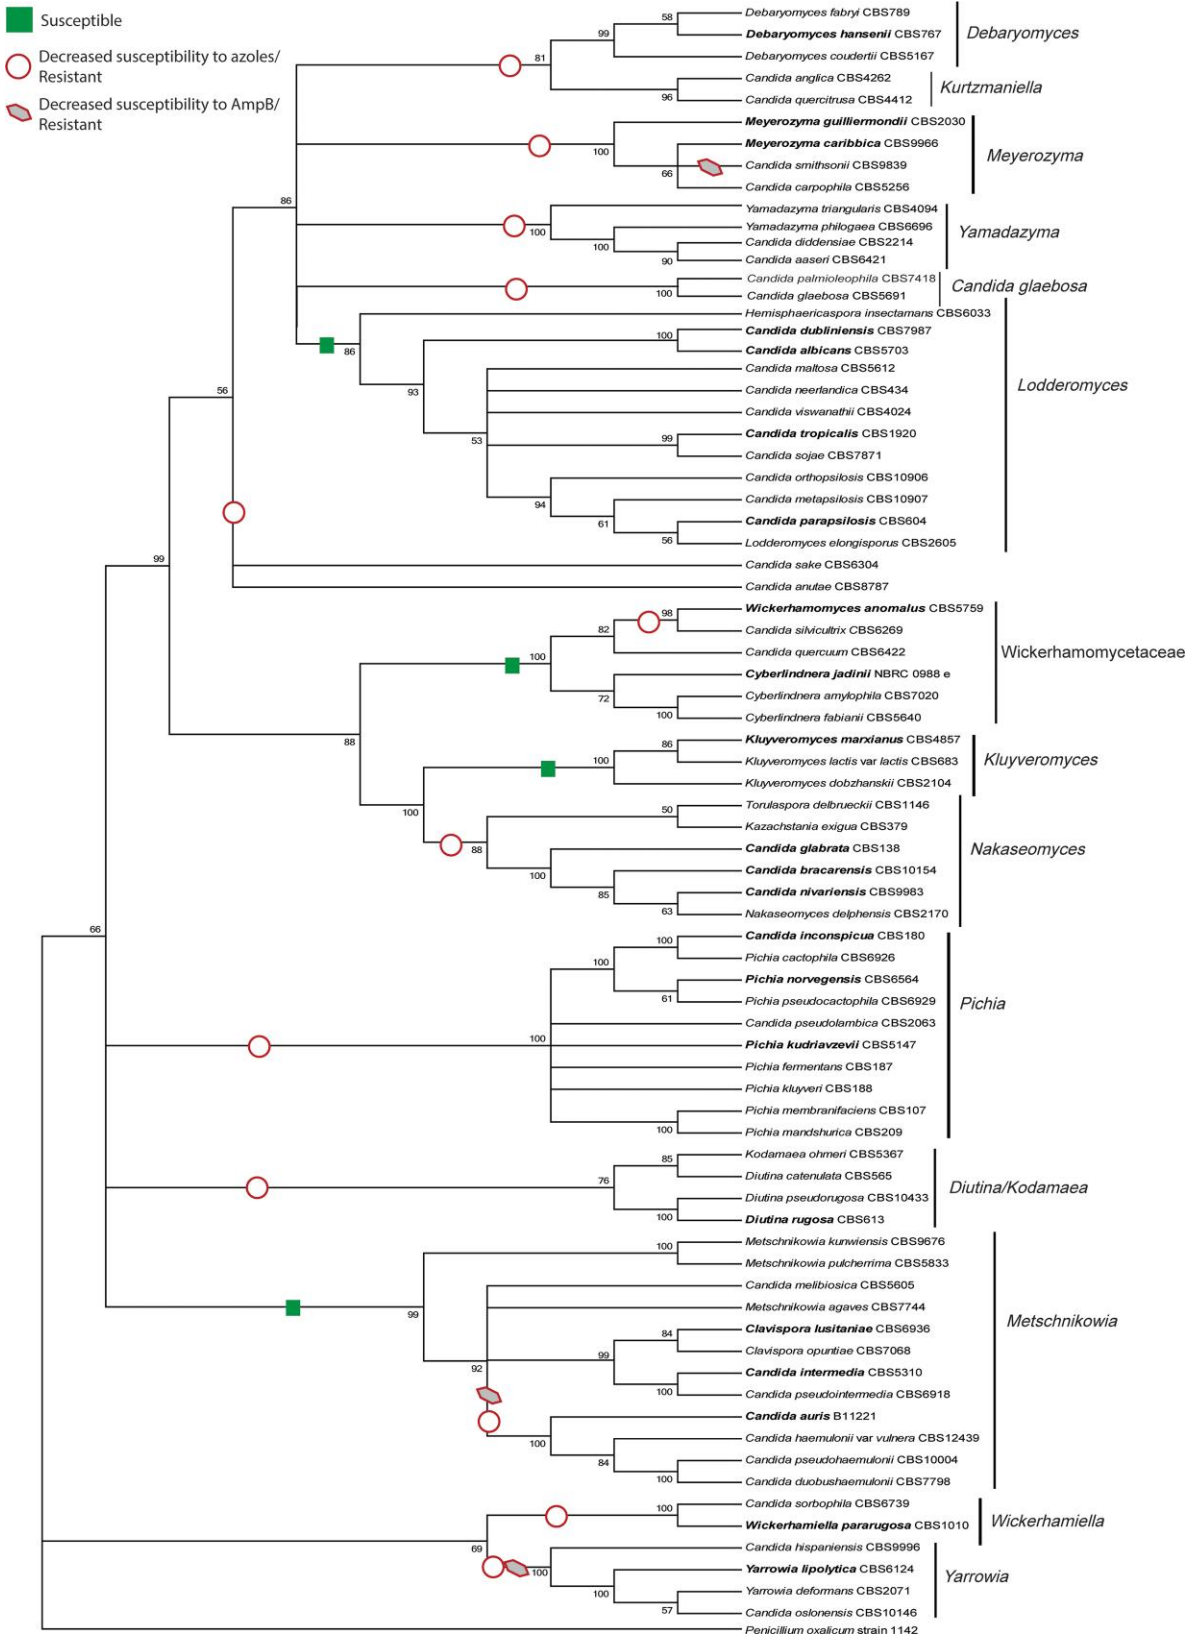 Susceptible
Decreased susceptibility to azoles/
Resistant
Decreased susceptibility to AmpB/
Resistant
58
Debaryomyces fabryi CBS789
99
Debaryomyces hansenii CBS767
Debaryomyces
81
Debaryomyces coudertii CBS5167
Candida anglica CBS4262
Kurtzmaniella
96
Candida quercitrusa CBS4412
Meyerozyma guilliermondii CBS2030
100
Meyerozyma caribbica CBS9966
Meyerozyma
66
Candida smithsonii CBS9839
Candida carpophila CBS5256
86
Yamadazyma triangularis CBS4094
100
Yamadazyma philogaea CBS6696
Yamadazyma
100
Candida diddensiae CBS2214
90
Candida aaseri CBS6421
Candida palmioleophila CBS7418
Candida glaebosa
100
Candida glaebosa CBS5691
Hemisphaericaspora insectamans CBS6033
86
100
Candida dubliniensis CBS7987
Candida albicans CBS5703
Candida maltosa CBS5612
Lodderomyces
56
93
Candida neerlandica CBS434
Candida viswanathii CBS4024
53
99
Candida tropicalis CBS1920
Candida sojae CBS7871
Candida orthopsilosis CBS10906
94
Candida metapsilosis CBS10907
61
Candida parapsilosis CBS604
56
Lodderomyces elongisporus CBS2605
99
Candida sake CBS6304
Candida anutae CBS8787
98
Wickerhamomyces anomalus CBS5759
82
Candida silvicultrix CBS6269
100
Candida quercuum CBS6422
Wickerhamomycetaceae
Cyberlindnera jadinii NBRC 0988 e
72
Cyberlindnera amylophila CBS7020
100
Cyberlindnera fabianii CBS5640
88
86
Kluyveromyces marxianus CBS4857
100
Kluyveromyces lactis var lactis CBS683
Kluyveromyces
Kluyveromyces dobzhanskii CBS2104
100
50
Torulaspora delbrueckii CBS1146
Kazachstania exigua CBS379
88
Candida glabrata CBS138
Nakaseomyces
100
Candida bracarensis CBS10154
85
Candida nivariensis CBS9983
63
Nakaseomyces delphensis CBS2170
66
100
Candida inconspicua CBS180
100
Pichia cactophila CBS6926
Pichia norvegensis CBS6564
61
Pichia pseudocactophila CBS6929
Pichia
Candida pseudolambica CBS2063
100
Pichia kudriavzevii CBS5147
Pichia fermentans CBS187
Pichia kluyveri CBS188
Pichia membranifaciens CBS107
100
Pichia mandshurica CBS209
85
Kodamaea ohmeri CBS5367
76
Diutina catenulata CBS565
Diutina/Kodamaea
Diutina pseudorugosa CBS10433
100
Diutina rugosa CBS613
100
Metschnikowia kunwiensis CBS9676
Metschnikowia pulcherrima CBS5833
Candida melibiosica CBS5605
99
Metschnikowia agaves CBS7744
Metschnikowia
84
Clavispora lusitaniae CBS6936
99
Clavispora opuntiae CBS7068
92
Candida intermedia CBS5310
100
Candida pseudointermedia CBS6918
Candida auris B11221
100
Candida haemulonii var vulnera CBS12439
84
Candida pseudohaemulonii CBS10004
100
Candida duobushaemulonii CBS7798
100
Candida sorbophila CBS6739
Wickerhamiella
Wickerhamiella pararugosa CBS1010
69
Candida hispaniensis CBS9996
100
Yarrowia lipolytica CBS6124
Yarrowia
100
Yarrowia deformans CBS2071
57
Candida oslonensis CBS10146
Penicillium oxalicum strain 1142